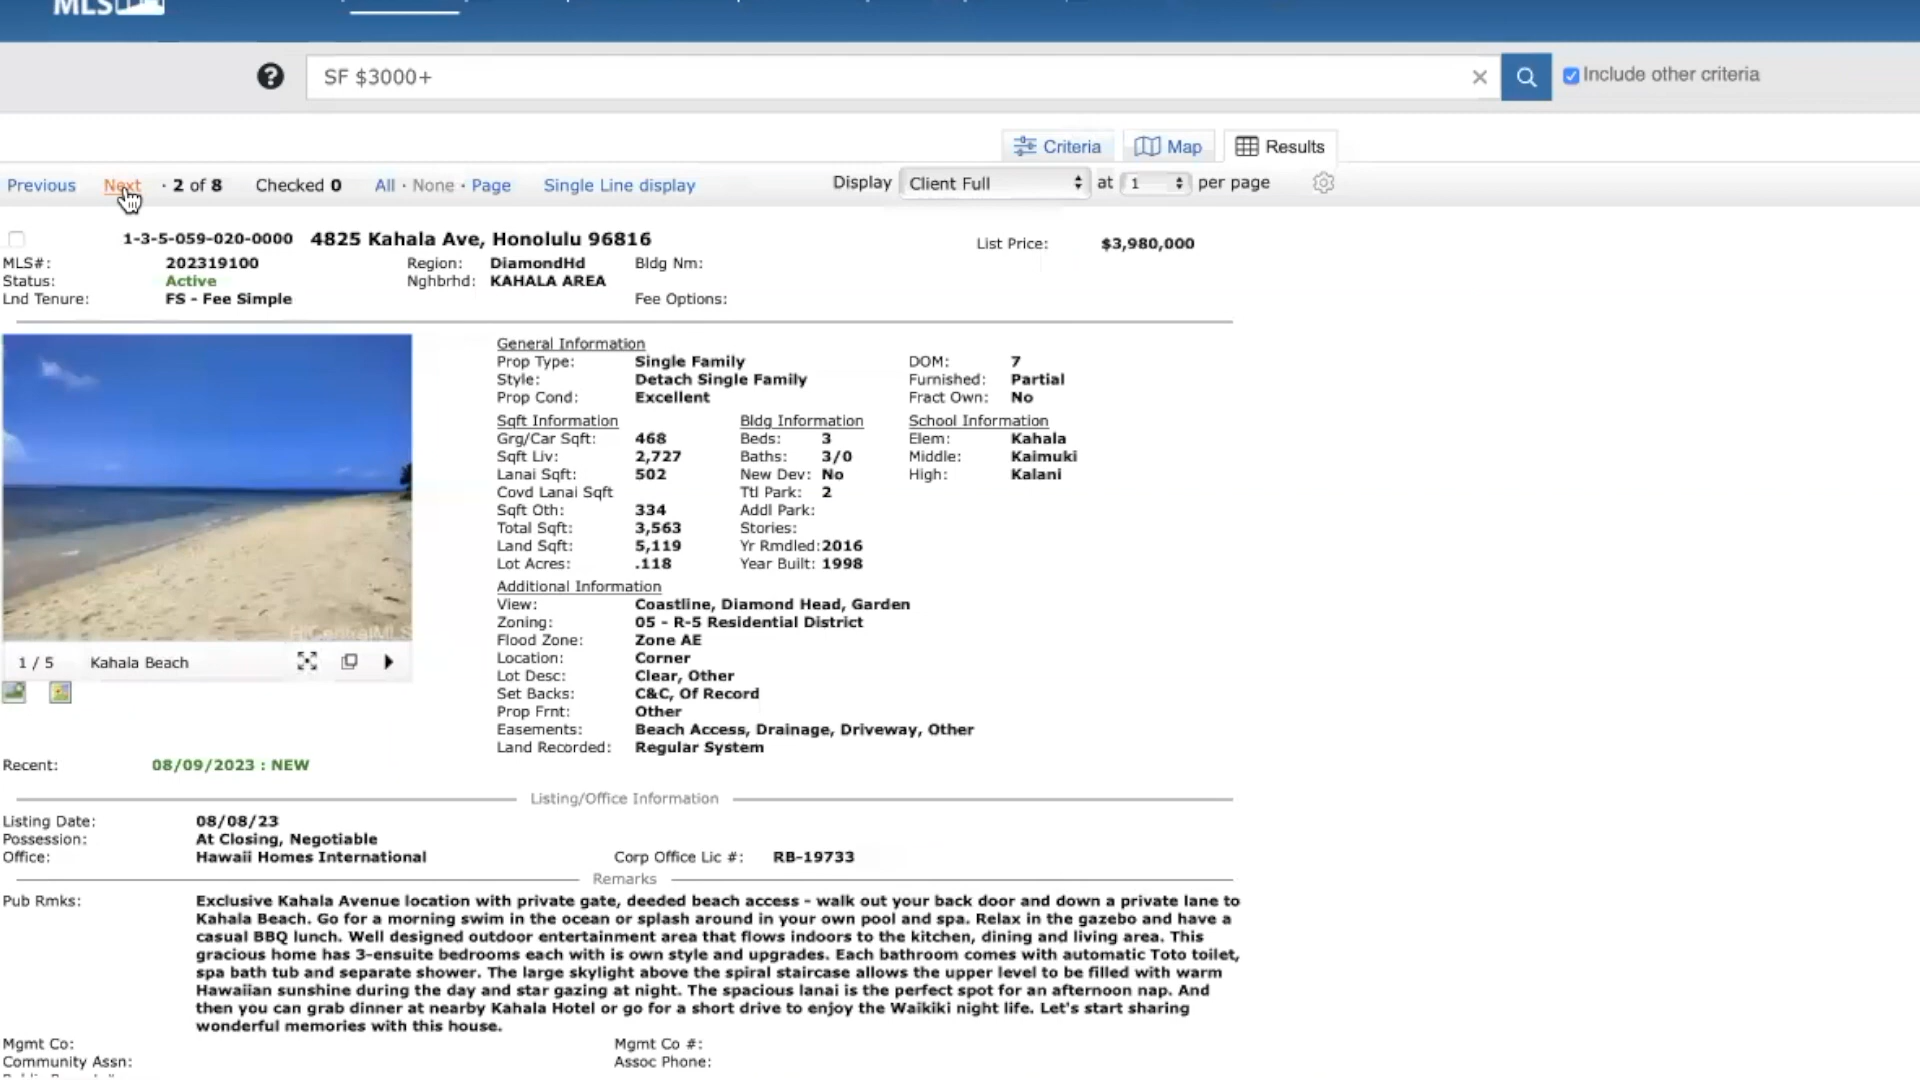 MLS
SF $3000+
Include other criteria
Criteria
Map
Results
Previous Next · 2 of 8 Checked 0 All · None · Page Single Line display Display Client Full at 1 per page
1-3-5-059-020-0000 4825 Kahala Ave, Honolulu 96816 List Price: $3,980,000
MLS#: 202319100 Region: DiamondHd Bldg Nm:
Status: Active Nghbrhd: KAHALA AREA
Lnd Tenure: FS - Fee Simple Fee Options:
General Information
Prop Type: Single Family DOM: 7
Style: Detach Single Family Furnished: Partial
Prop Cond: Excellent Fract Own: No
Sqft Information Bldg Information School Information
Grg/Car Sqft: 468 Beds: 3 Elem: Kahala
Sqft Liv: 2,727 Baths: 3/0 Middle: Kaimuki
Lanai Sqft: 502 New Dev: No High: Kalani
Covd Lanai Sqft Ttl Park: 2
Sqft Oth: 334 Addl Park:
Total Sqft: 3,563 Stories:
Land Sqft: 5,119 Yr Rmdled: 2016
Lot Acres: .118 Year Built: 1998
Additional Information
View: Coastline, Diamond Head, Garden
Zoning: 05 - R-5 Residential District
Flood Zone: Zone AE
Location: Corner
Lot Desc: Clear, Other
Set Backs: C&C, Of Record
Prop Frnt: Other
Easements: Beach Access, Drainage, Driveway, Other
Land Recorded: Regular System
HiCentralMLS
1 / 5 Kahala Beach
Recent: 08/09/2023 : NEW
Listing/Office Information
Listing Date: 08/08/23
Possession: At Closing, Negotiable
Office: Hawaii Homes International Corp Office Lic #: RB-19733
Remarks
Pub Rmks: Exclusive Kahala Avenue location with private gate, deeded beach access - walk out your back door and down a private lane to
Kahala Beach. Go for a morning swim in the ocean or splash around in your own pool and spa. Relax in the gazebo and have a
casual BBQ lunch. Well designed outdoor entertainment area that flows indoors to the kitchen, dining and living area. This
gracious home has 3-ensuite bedrooms each with is own style and upgrades. Each bathroom comes with automatic Toto toilet,
spa bath tub and separate shower. The large skylight above the spiral staircase allows the upper level to be filled with warm
Hawaiian sunshine during the day and star gazing at night. The spacious lanai is the perfect spot for an afternoon nap. And
then you can grab dinner at nearby Kahala Hotel or go for a short drive to enjoy the Waikiki night life. Let's start sharing
wonderful memories with this house.
Mgmt Co: Mgmt Co #:
Community Assn: Assoc Phone: